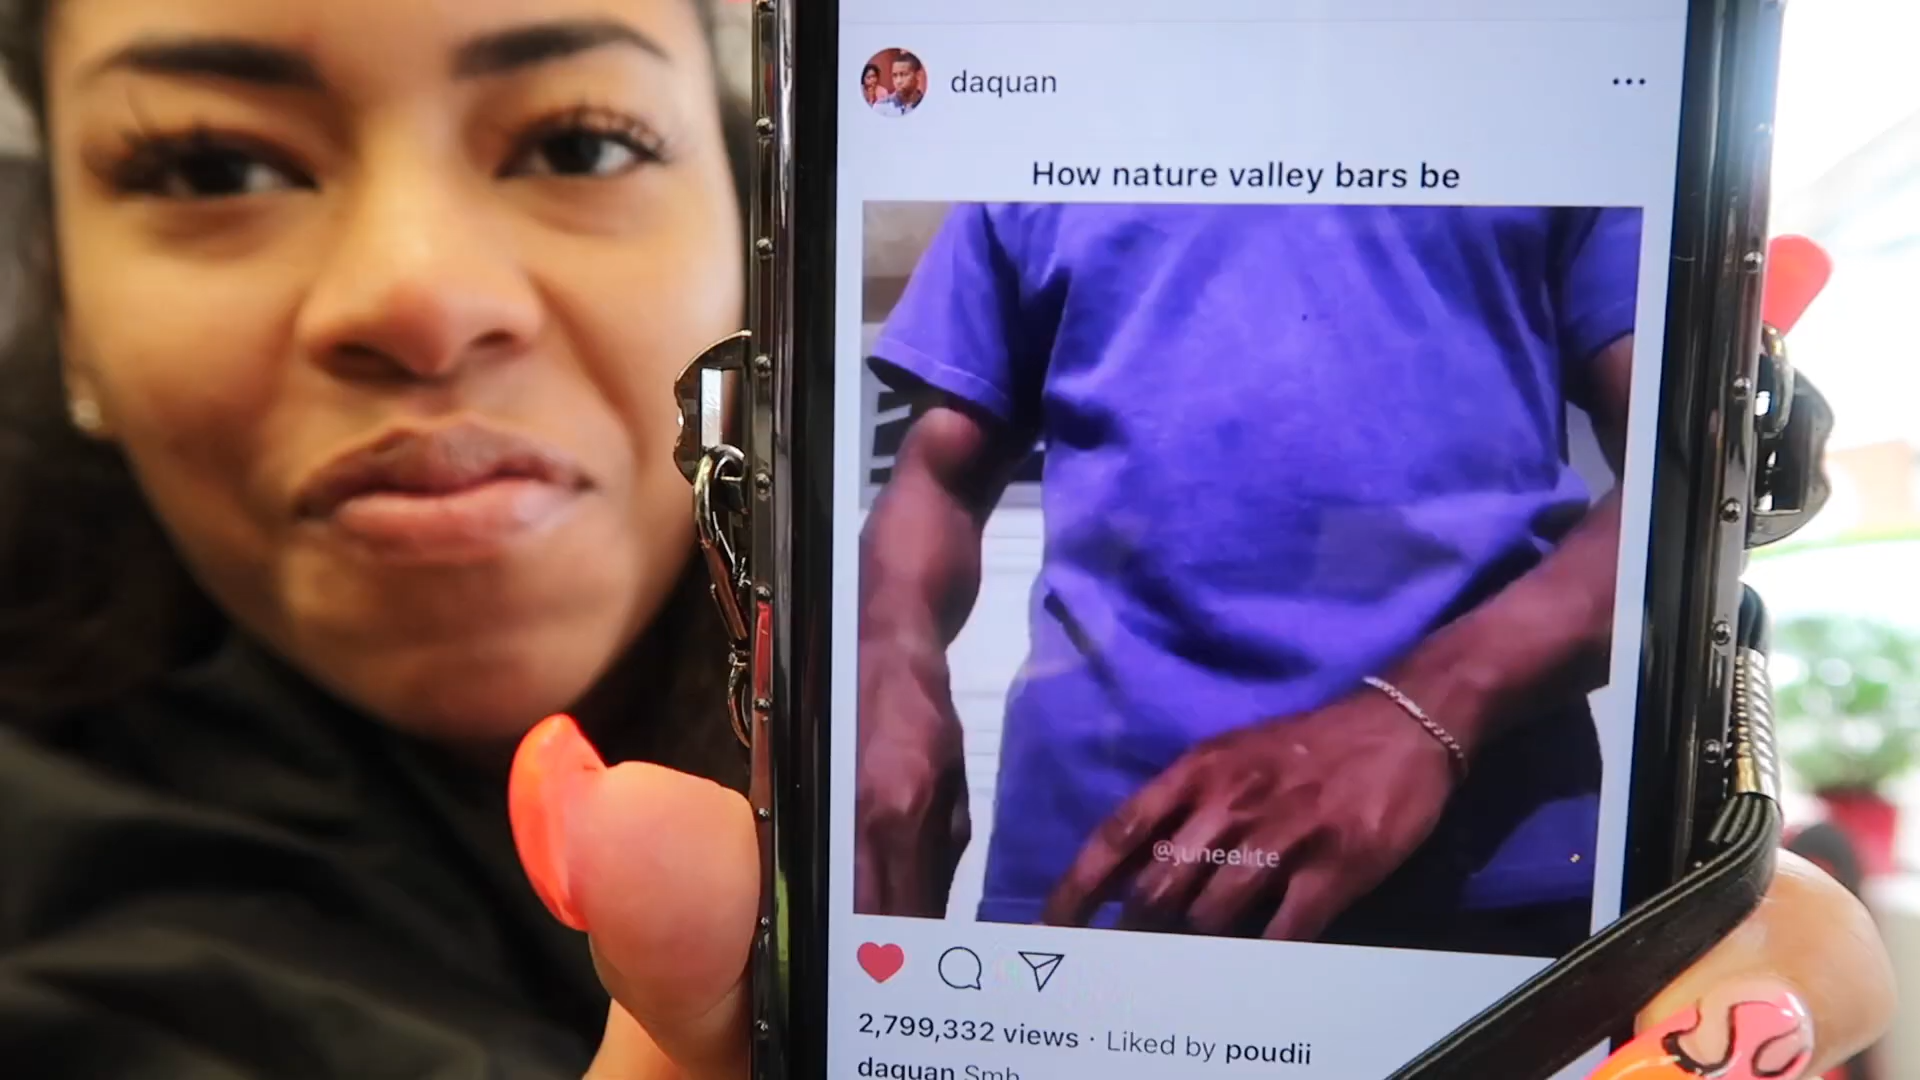 daquan
How nature valley bars be
@juneelite
2,799,332 views · Liked by poudii
daquan Smh